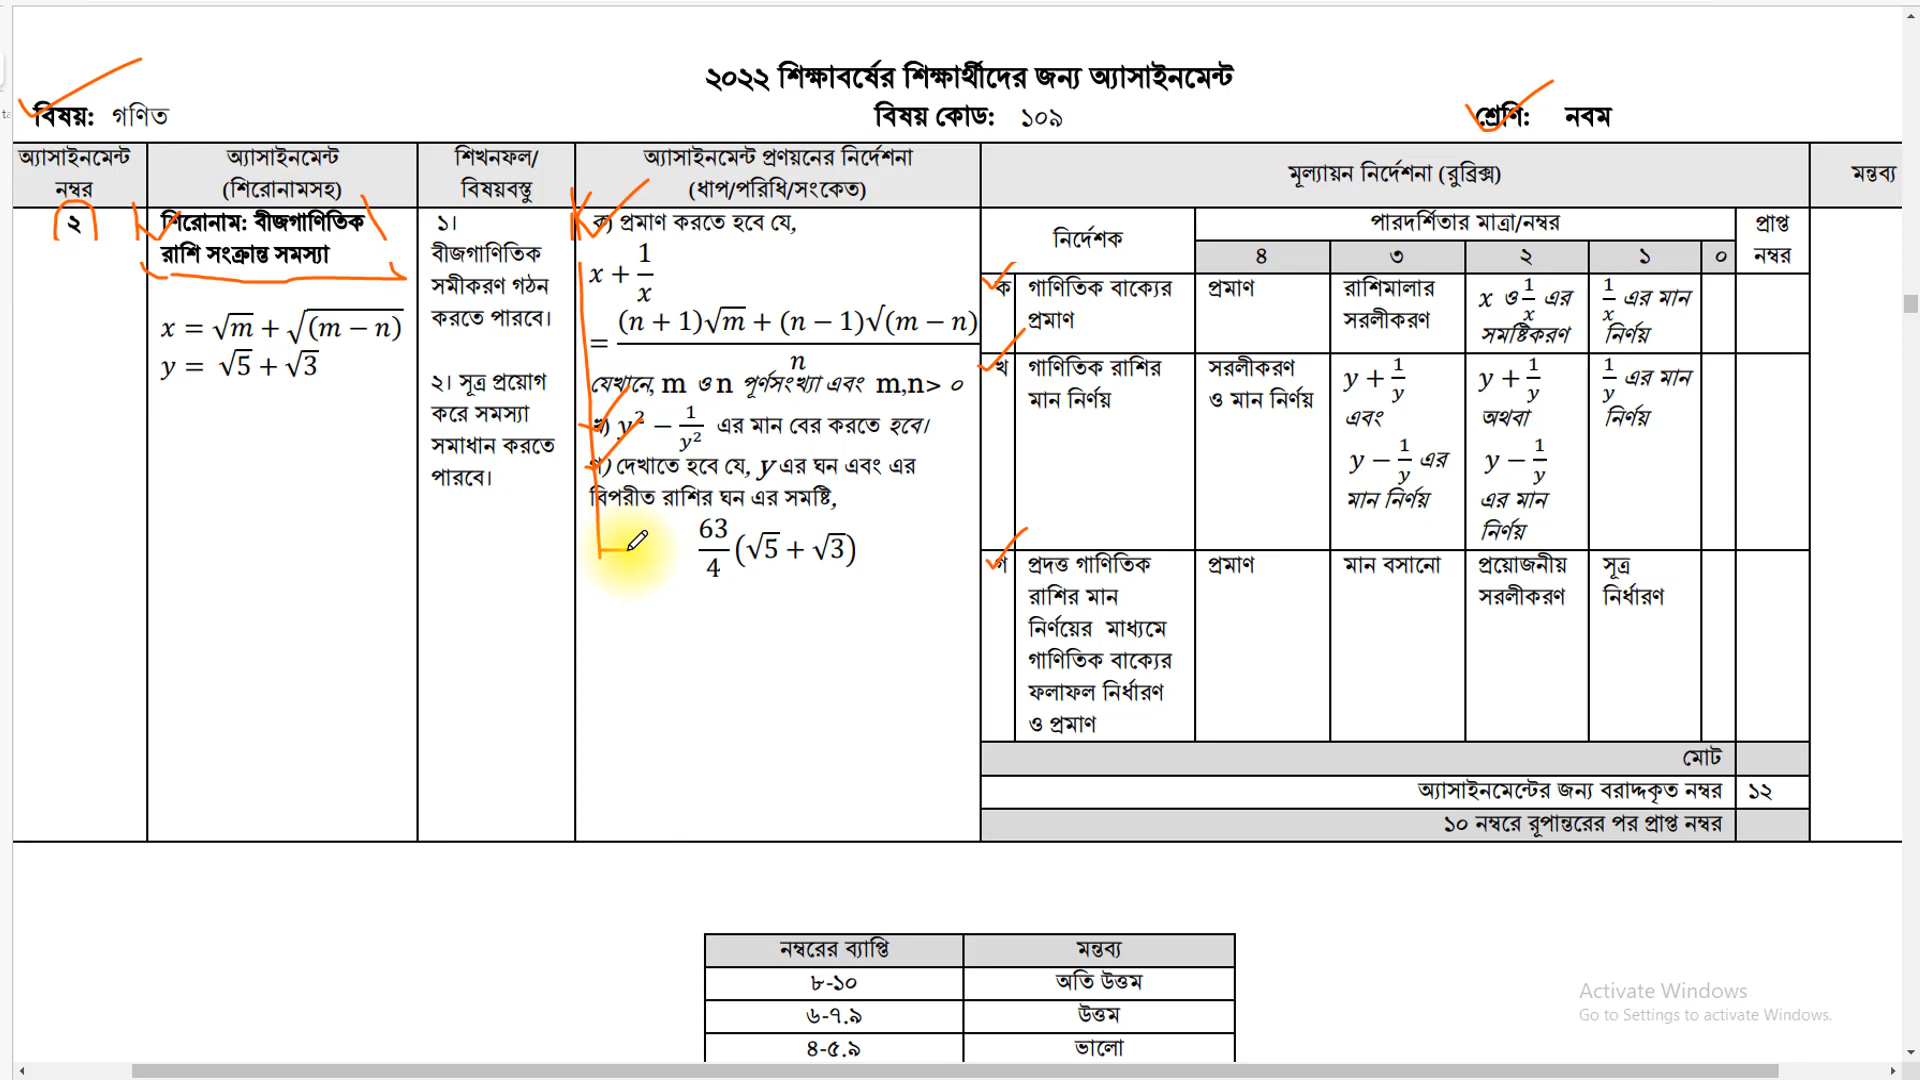 ২০২২ শিক্ষাবর্ষের শিক্ষার্থীদের জন্য অ্যাসাইনমেন্ট
বিষয়: গণিত
বিষয় কোড: ১০৯
শ্রেণি: নবম
অ্যাসাইনমেন্ট
নম্বর
অ্যাসাইনমেন্ট
(শিরোনামসহ)
শিখনফল/
বিষয়বস্তু
অ্যাসাইনমেন্ট প্রণয়নের নির্দেশনা
(ধাপ/পরিধি/সংকেত)
মূল্যায়ন নির্দেশনা (রুব্রিক্স)
মন্তব্য
২
শিরোনাম: বীজগাণিতিক
রাশি সংক্রান্ত সমস্যা
x = √m + √(m − n)
y = √5 + √3
১।
বীজগাণিতিক
সমীকরণ গঠন
করতে পারবে।
২। সূত্র প্রয়োগ
করে সমস্যা
সমাধান করতে
পারবে।
ক) প্রমাণ করতে হবে যে,
x + 1/x
= ((n + 1)√m + (n − 1)√(m − n))/n
যেখানে, m ও n পূর্ণসংখ্যা এবং m,n> ০
খ) y² − 1/y² এর মান বের করতে হবে।
গ) দেখাতে হবে যে, y এর ঘন এবং এর
বিপরীত রাশির ঘন এর সমষ্টি,
63/4 (√5 + √3)
নির্দেশক
পারদর্শিতার মাত্রা/নম্বর
প্রাপ্ত
নম্বর
৪ ৩ ২ ১ ০
ক
গাণিতিক বাক্যের
প্রমাণ
প্রমাণ
রাশিমালার
সরলীকরণ
x ও 1/x এর
সমষ্টিকরণ
1/x এর মান
নির্ণয়
খ
গাণিতিক রাশির
মান নির্ণয়
সরলীকরণ
ও মান নির্ণয়
y + 1/y
এবং
y − 1/y এর
মান নির্ণয়
y + 1/y
অথবা
y − 1/y
এর মান
নির্ণয়
1/y এর মান
নির্ণয়
গ
প্রদত্ত গাণিতিক
রাশির মান
নির্ণয়ের মাধ্যমে
গাণিতিক বাক্যের
ফলাফল নির্ধারণ
ও প্রমাণ
প্রমাণ
মান বসানো
প্রয়োজনীয়
সরলীকরণ
সূত্র
নির্ধারণ
মোট
অ্যাসাইনমেন্টের জন্য বরাদ্দকৃত নম্বর ১২
১০ নম্বরে রূপান্তরের পর প্রাপ্ত নম্বর
নম্বরের ব্যাপ্তি মন্তব্য
৮-১০ অতি উত্তম
৬-৭.৯ উত্তম
৪-৫.৯ ভালো
Activate Windows
Go to Settings to activate Windows.